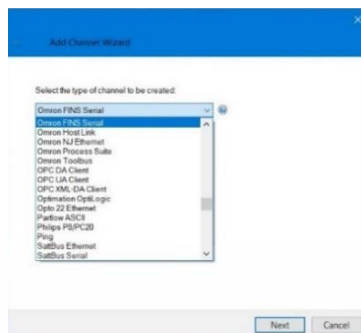 Add Channel Wizard
Select the type of channel to be created:
Omron FINS Serial
Omron FINS Serial
Omron Host Link
Omron NJ Ethernet
Omron Process Suite
Omron Toolbus
OPC DA Client
OPC UA Client
OPC XML-DA Client
Optimation OptiLogic
Opto 22 Ethernet
Partlow ASCII
Philips P8/PC20
Ping
SattBus Ethernet
SattBus Serial
Next
Cancel